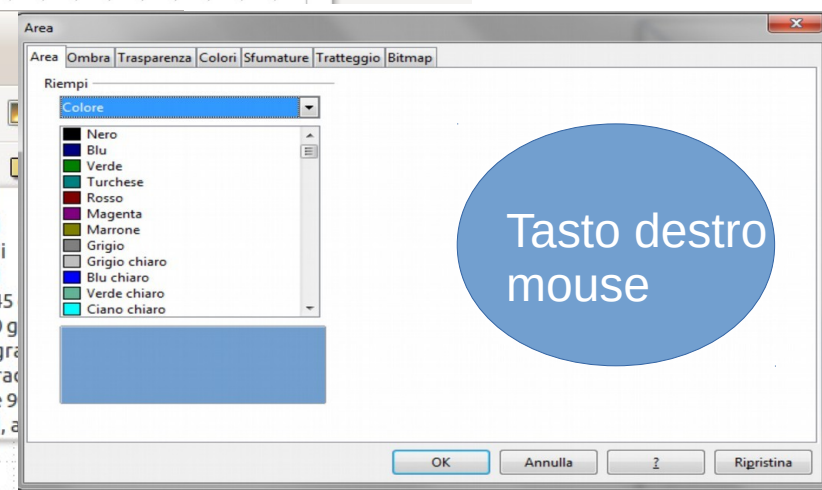 Area
Area Ombra Trasparenza Colori Sfumature Tratteggio Bitmap
Riempi
Colore
Nero
Blu
Verde
Turchese
Rosso
Magenta
Marrone
Grigio
Grigio chiaro
Blu chiaro
Verde chiaro
Ciano chiaro
Tasto destro
mouse
OK Annulla ? Ripristina